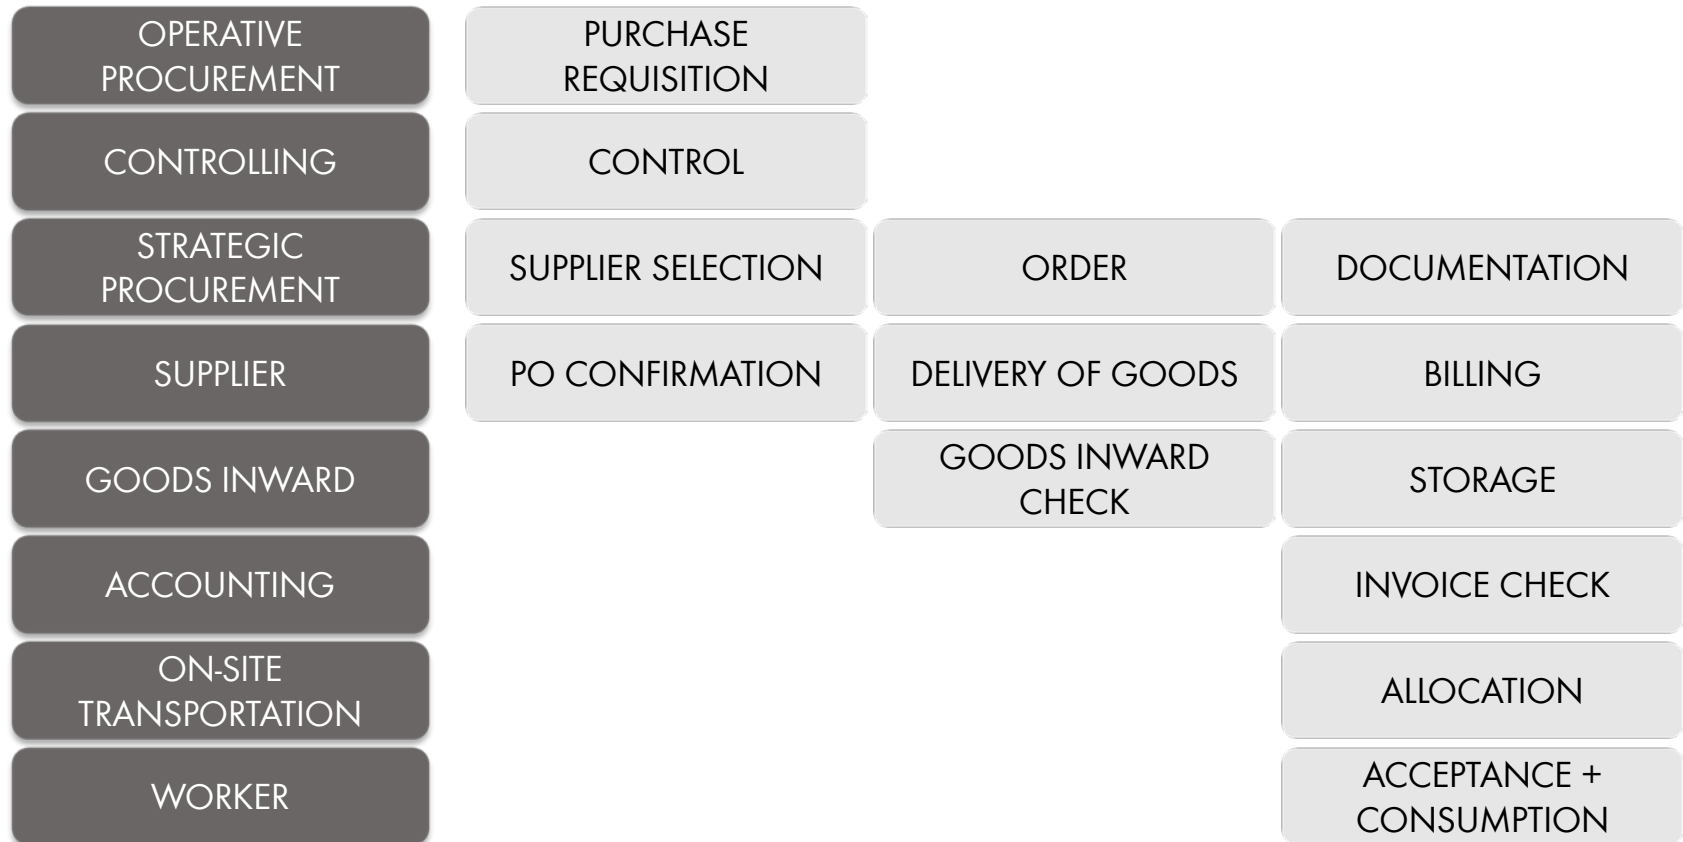 OPERATIVE
PROCUREMENT
PURCHASE
REQUISITION
CONTROLLING
CONTROL
STRATEGIC
PROCUREMENT
SUPPLIER SELECTION
ORDER
DOCUMENTATION
SUPPLIER
PO CONFIRMATION
DELIVERY OF GOODS
BILLING
GOODS INWARD
GOODS INWARD
CHECK
STORAGE
ACCOUNTING
INVOICE CHECK
ON-SITE
TRANSPORTATION
ALLOCATION
WORKER
ACCEPTANCE +
CONSUMPTION